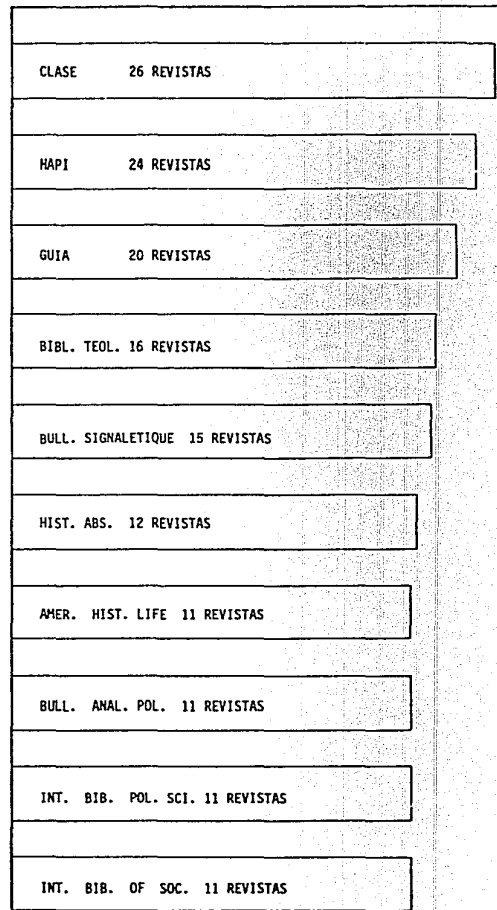 CLASE 26 REVISTAS
HAPI 24 REVISTAS
GUIA 20 REVISTAS
BIBL. TEOL. 16 REVISTAS
BULL. SIGNALETIQUE 15 REVISTAS
HIST. ABS. 12 REVISTAS
AMER. HIST. LIFE 11 REVISTAS
BULL. ANAL. POL. 11 REVISTAS
INT. BIB. POL. SCI. 11 REVISTAS
INT. BIB. OF SOC. 11 REVISTAS